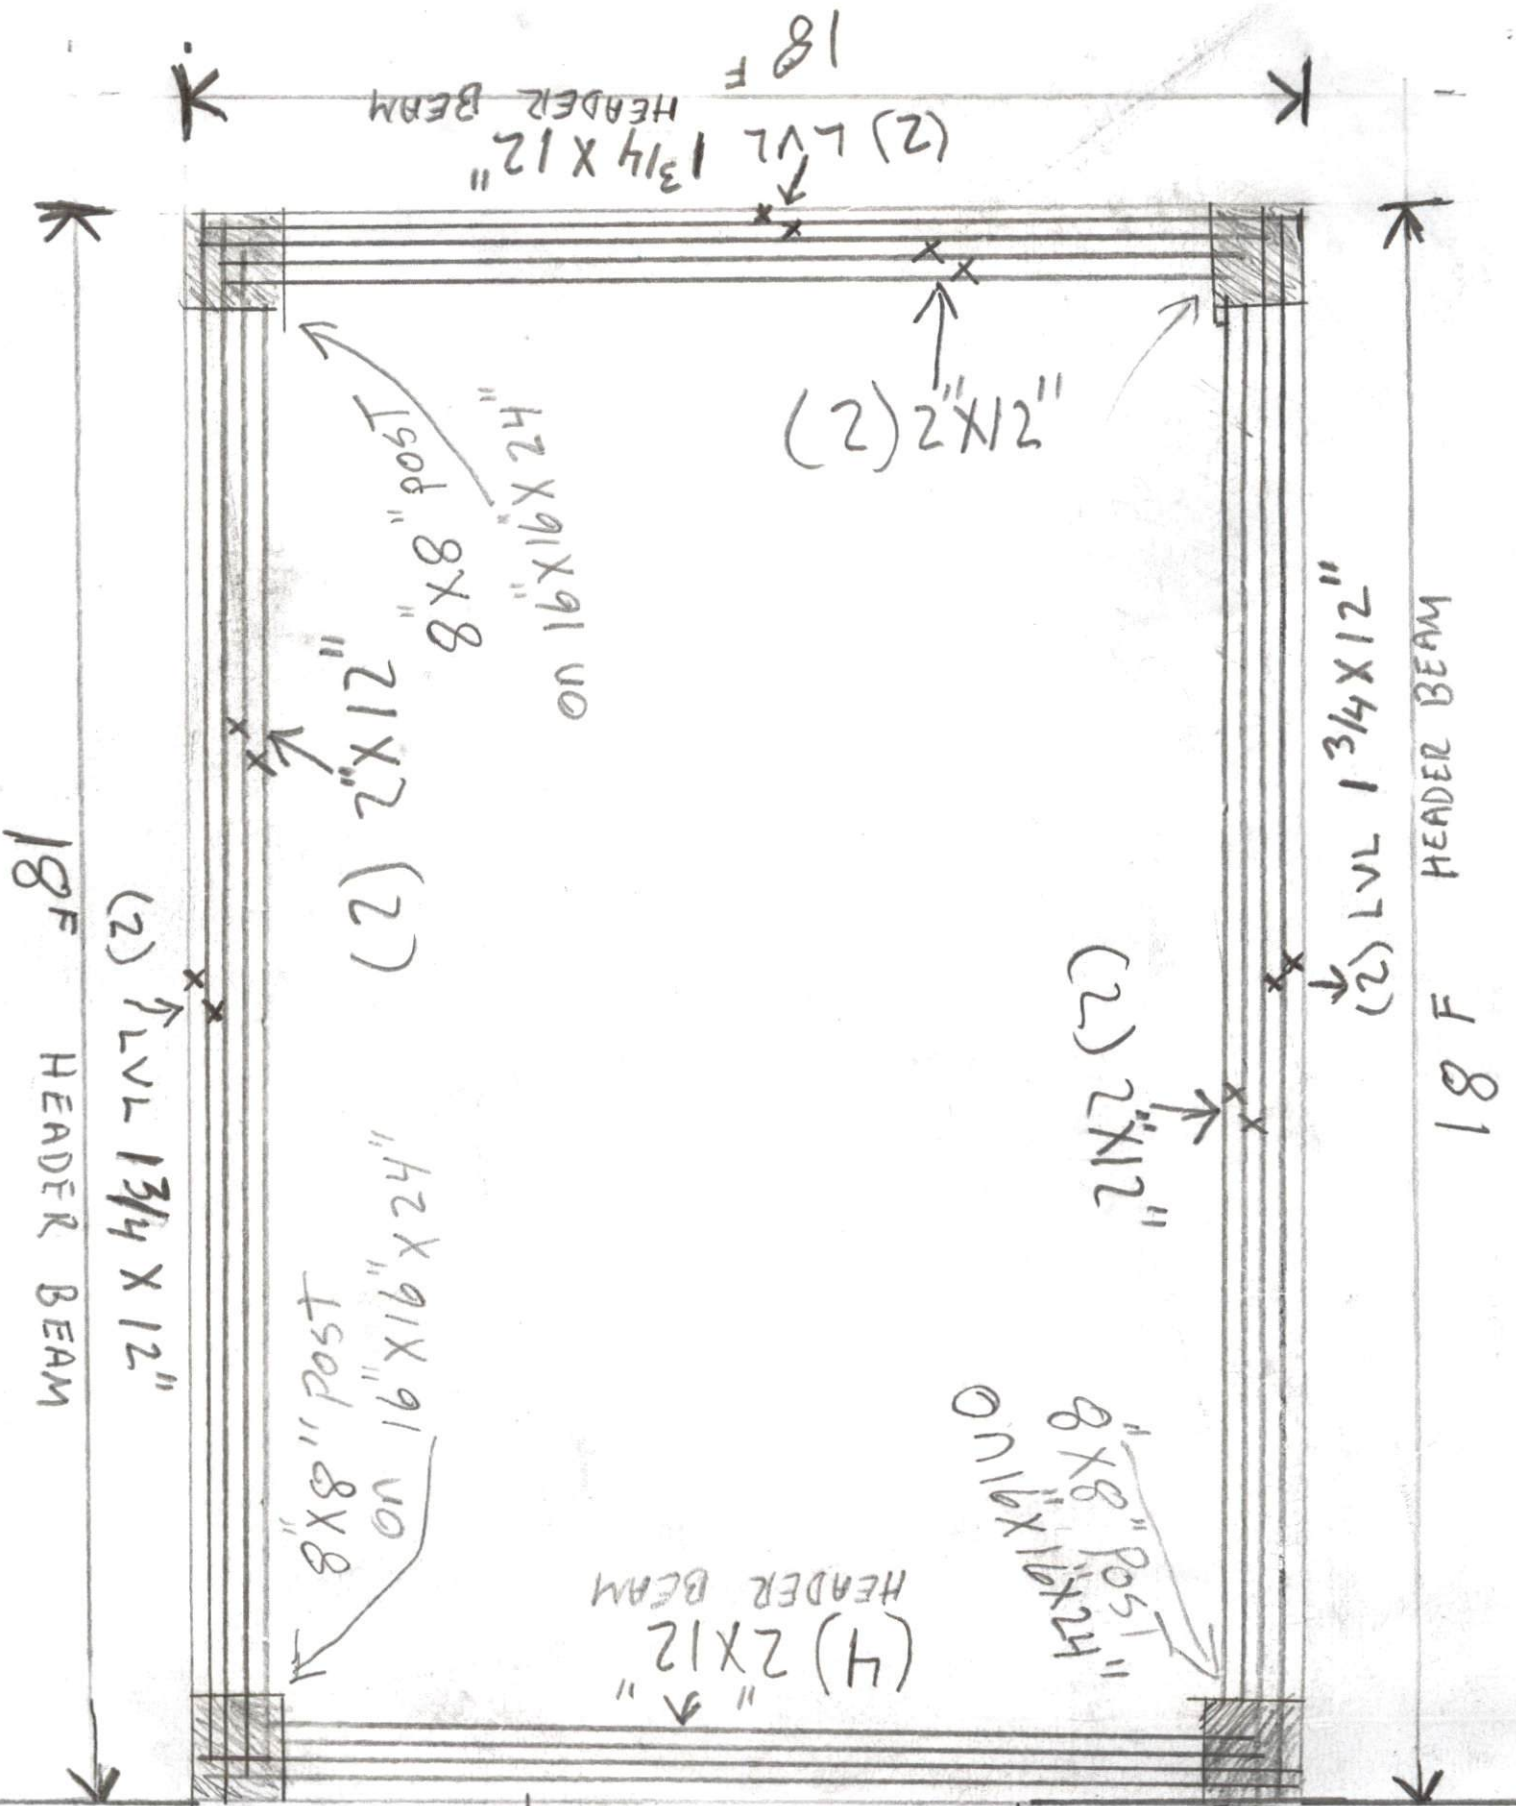 18 F
(2) LVL 1 3/4 X 12"
HEADER BEAM
(2) 2"X12"
8"X8" POST
on 16"X16"X24"
(2) 2"X12"
18 F
HEADER BEAM
(2) LVL 1 3/4 X 12"
18 F HEADER BEAM
(2) LVL 1 3/4 X 12"
(2) 2"X12"
8"X8" POST
on 16"X16"X24"
8"X8" POST
ON 16"X16"X24"
(4) 2"X12"
HEADER BEAM